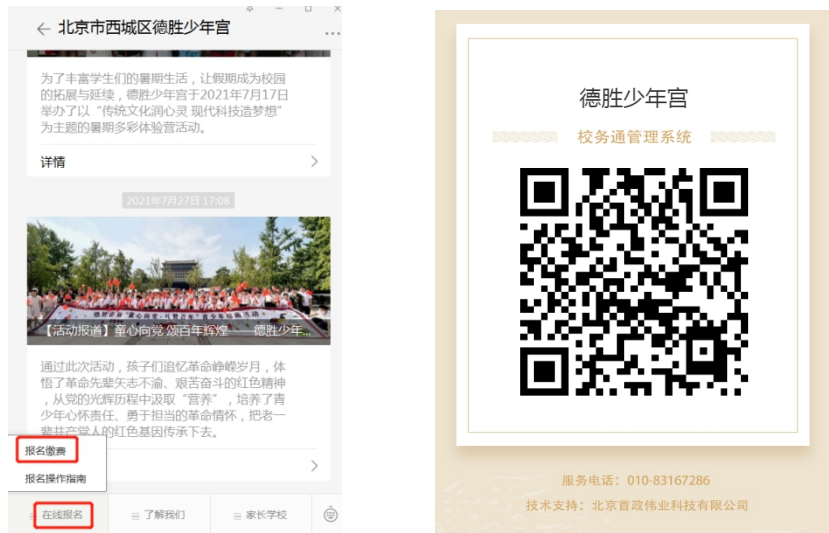 北京市西城区德胜少年宫
为了丰富学生们的暑期生活，让假期成为校园
的拓展与延续，德胜少年宫于2021年7月17日
举办了以“传统文化润心灵 现代科技造梦想”
为主题的暑期多彩体验营活动。
详情
2021年7月27日 17:08
【活动报道】童心向党 颂百年辉煌——德胜少年...
通过此次活动，孩子们追忆革命峥嵘岁月，体
悟了革命先辈矢志不渝、艰苦奋斗的红色精神
，从党的光辉历程中汲取“营养”，培养了青
少年心怀责任、勇于担当的革命情怀，把老一
辈共产党人的红色基因传承下去。
报名缴费
报名操作指南
在线报名
了解我们
家长学校
德胜少年宫
校务通管理系统
服务电话：010-83167286
技术支持：北京首政伟业科技有限公司